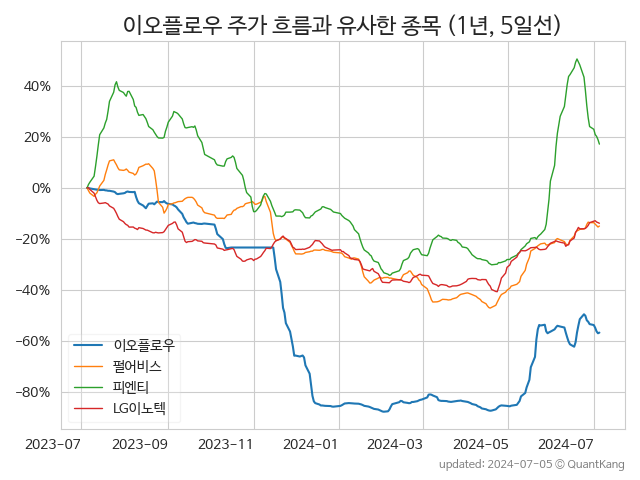 이오플로우 주가 흐름과 유사한 종목 (1년, 5일선)
40%
20%
0%
−20%
−40%
−60%
−80%
이오플로우
펄어비스
피엔티
LG이노텍
2023-07 2023-09 2023-11 2024-01 2024-03 2024-05 2024-07
updated: 2024-07-05 © QuantKang